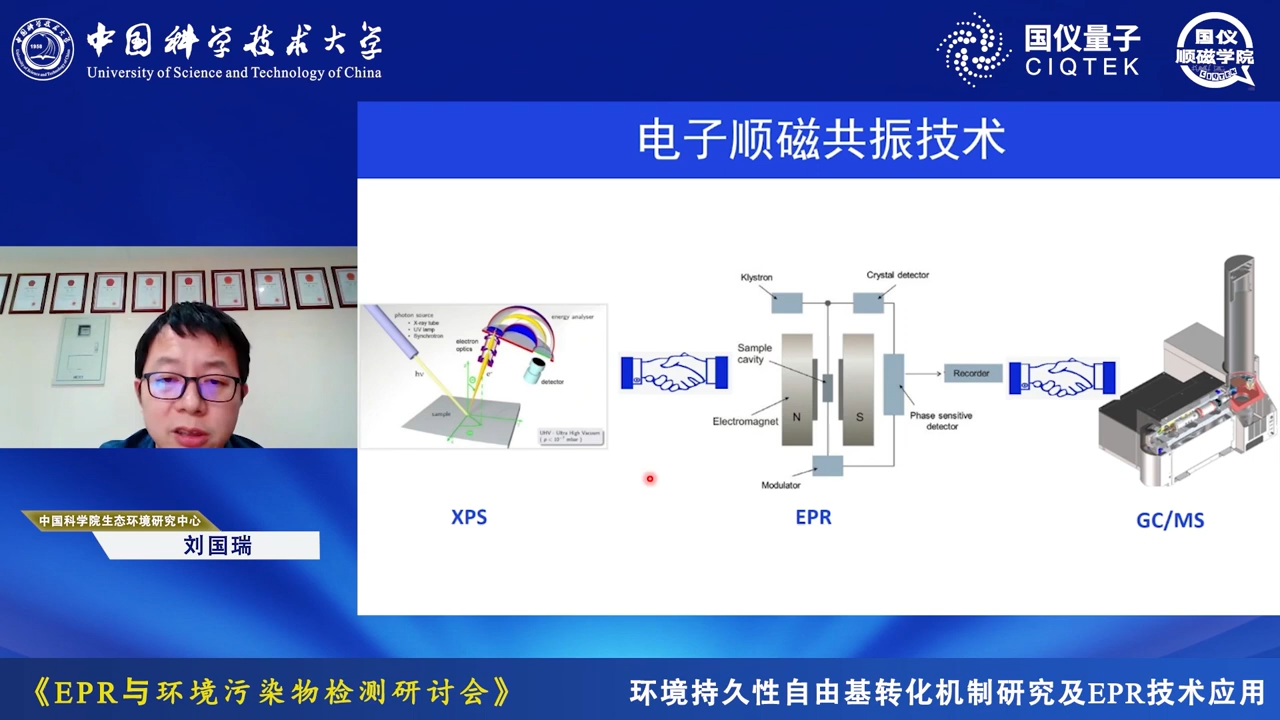 中国科学技术大学
University of Science and Technology of China
国仪量子
CIQTEK
国仪
顺磁学院
CIQTEK
电子顺磁共振技术
photon source
• X-ray tube
• UV lamp
• Synchrotron
energy analyser
electron
optics
e⁻
hν
detector
sample
UHV - Ultra High Vacuum
Klystron
Crystal detector
Sample
cavity
Electromagnet
N
S
Recorder
Phase sensitive
detector
Modulator
XPS
EPR
GC/MS
中国科学院生态环境研究中心
刘国瑞
《EPR与环境污染物检测研讨会》
环境持久性自由基转化机制研究及EPR技术应用